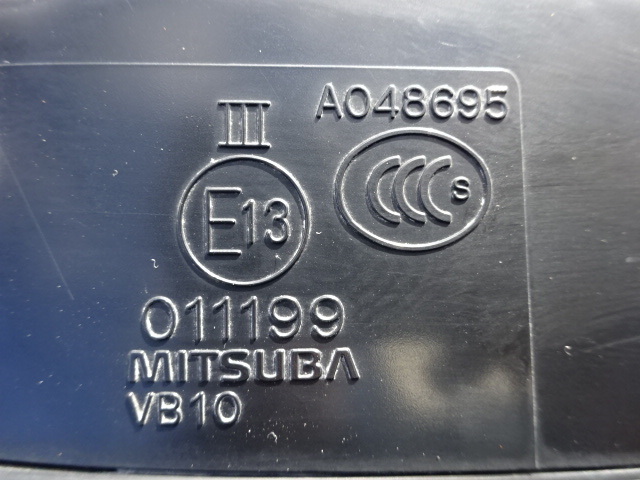 III
A048695
E13
CCC S
011199
MITSUBA
VB10